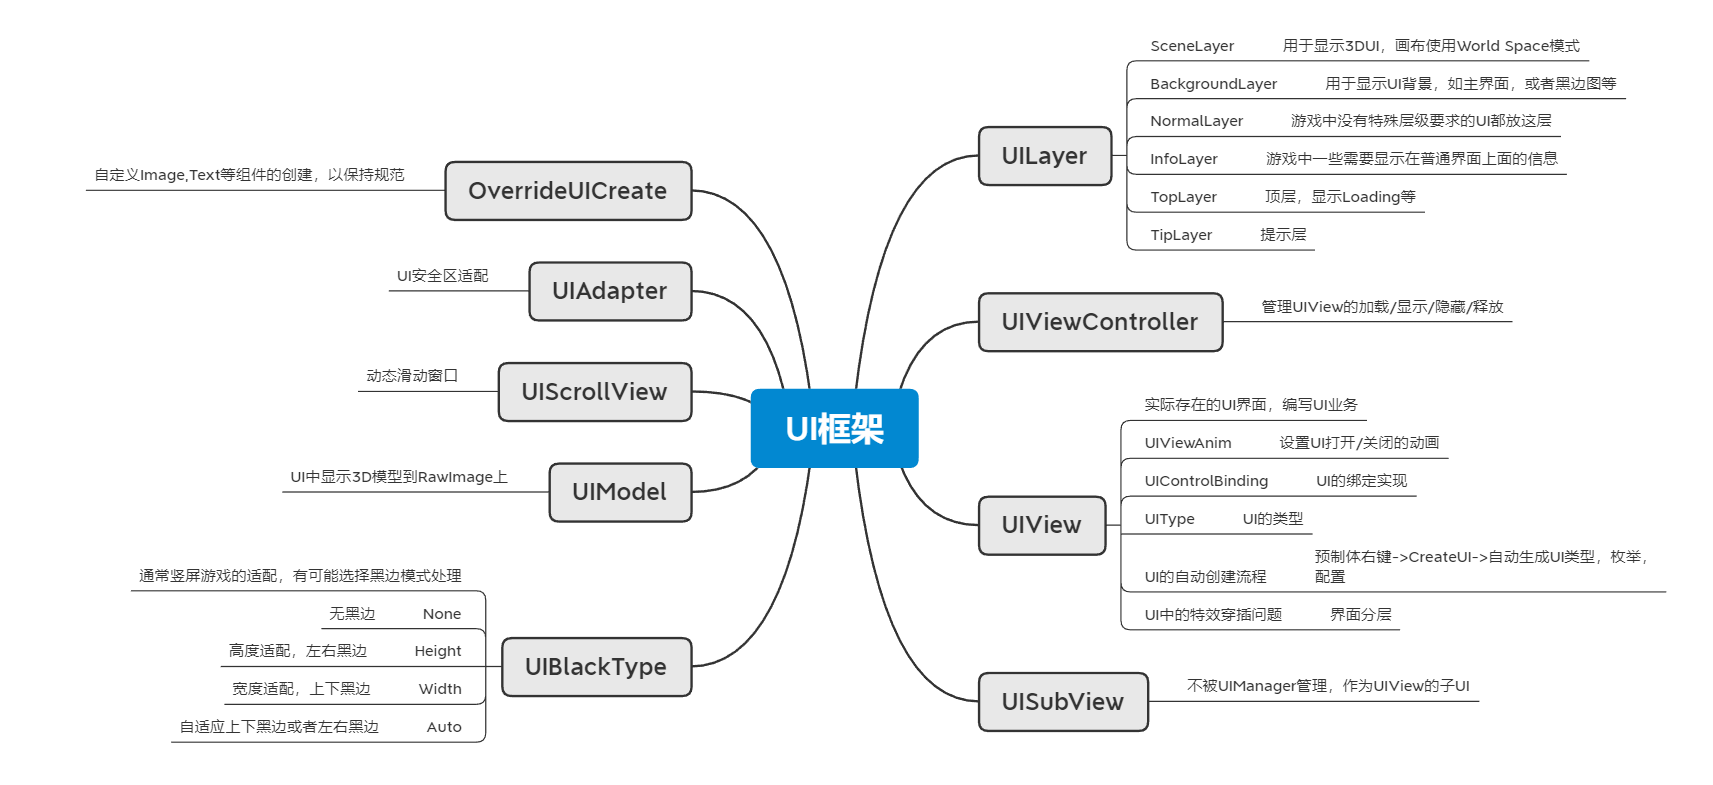 UI框架
UILayer
SceneLayer 用于显示3DUI，画布使用World Space模式
BackgroundLayer 用于显示UI背景，如主界面，或者黑边图等
NormalLayer 游戏中没有特殊层级要求的UI都放这层
InfoLayer 游戏中一些需要显示在普通界面上面的信息
TopLayer 顶层，显示Loading等
TipLayer 提示层
UIViewController
管理UIView的加载/显示/隐藏/释放
UIView
实际存在的UI界面，编写UI业务
UIViewAnim 设置UI打开/关闭的动画
UIControlBinding UI的绑定实现
UIType UI的类型
UI的自动创建流程 预制体右键->CreateUI->自动生成UI类型，枚举，
配置
UI中的特效穿插问题 界面分层
UISubView
不被UIManager管理，作为UIView的子UI
OverrideUICreate
自定义Image,Text等组件的创建，以保持规范
UIAdapter
UI安全区适配
UIScrollView
动态滑动窗口
UIModel
UI中显示3D模型到RawImage上
UIBlackType
通常竖屏游戏的适配，有可能选择黑边模式处理
无黑边 None
高度适配，左右黑边 Height
宽度适配，上下黑边 Width
自适应上下黑边或者左右黑边 Auto